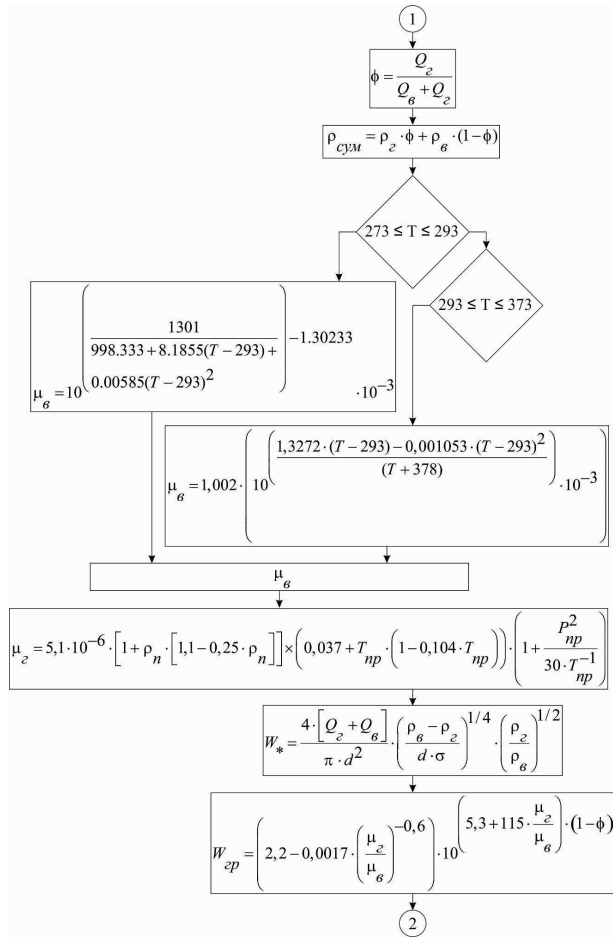 1
ϕ = Q_г / (Q_в + Q_г)
ρ_сум = ρ_г · ϕ + ρ_в · (1 − ϕ)
273 ≤ T ≤ 293
293 ≤ T ≤ 373
μ_в = 10^((1301 / (998.333 + 8.1855(T − 293) + 0.00585(T − 293)^2)) − 1.30233) · 10^−3
μ_в = 1,002 · (10^((1,3272 · (T − 293) − 0,001053 · (T − 293)^2) / (T + 378)) · 10^−3)
μ_в
μ_г = 5,1 · 10^−6 · [1 + ρ_п · [1,1 − 0,25 · ρ_п]] × (0,037 + T_пр · (1 − 0,104 · T_пр)) · (1 + P_пр^2 / (30 · T_пр^−1))
W_* = (4 · [Q_г + Q_в] / (π · d^2)) · ((ρ_в − ρ_г) / (d · σ))^1/4 · (ρ_г / ρ_в)^1/2
W_гр = (2,2 − 0,0017 · (μ_г / μ_в)^−0,6) · 10^((5,3 + 115 · μ_г / μ_в) · (1 − ϕ))
2